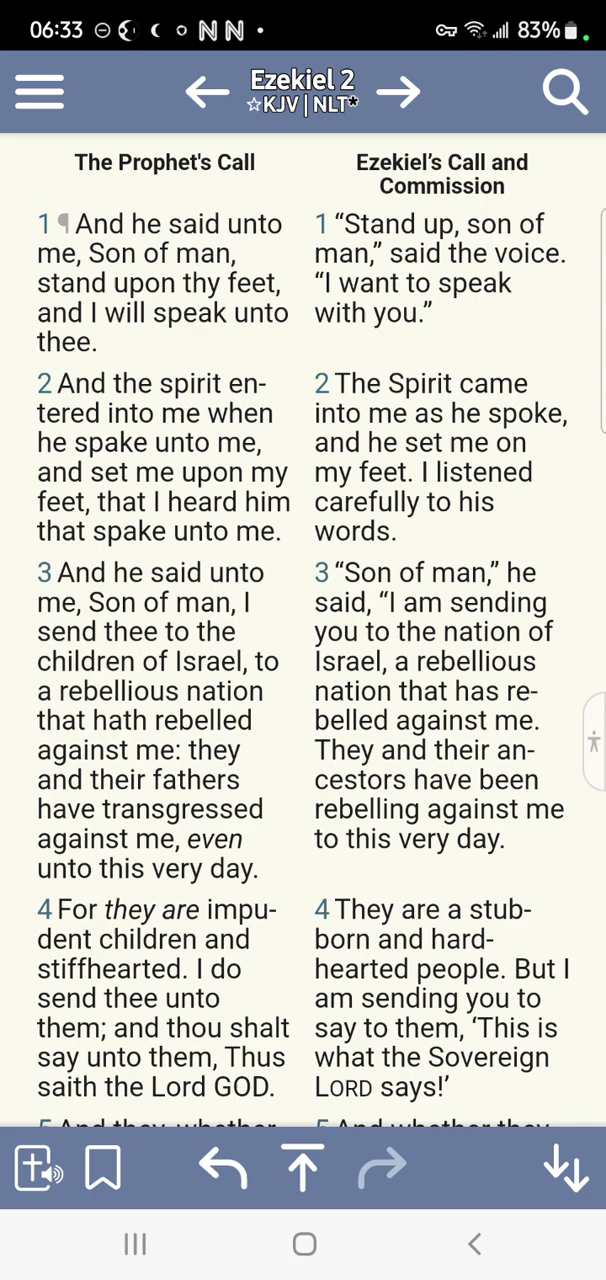 06:33
83%
Ezekiel 2
☆KJV | NLT*
The Prophet's Call
1 ¶ And he said unto
me, Son of man,
stand upon thy feet,
and I will speak unto
thee.
2 And the spirit en-
tered into me when
he spake unto me,
and set me upon my
feet, that I heard him
that spake unto me.
3 And he said unto
me, Son of man, I
send thee to the
children of Israel, to
a rebellious nation
that hath rebelled
against me: they
and their fathers
have transgressed
against me, even
unto this very day.
4 For they are impu-
dent children and
stiffhearted. I do
send thee unto
them; and thou shalt
say unto them, Thus
saith the Lord GOD.
5 And they, whether
Ezekiel’s Call and
Commission
1 “Stand up, son of
man,” said the voice.
“I want to speak
with you.”
2 The Spirit came
into me as he spoke,
and he set me on
my feet. I listened
carefully to his
words.
3 “Son of man,” he
said, “I am sending
you to the nation of
Israel, a rebellious
nation that has re-
belled against me.
They and their an-
cestors have been
rebelling against me
to this very day.
4 They are a stub-
born and hard-
hearted people. But I
am sending you to
say to them, ‘This is
what the Sovereign
LORD says!’
5 And whether they